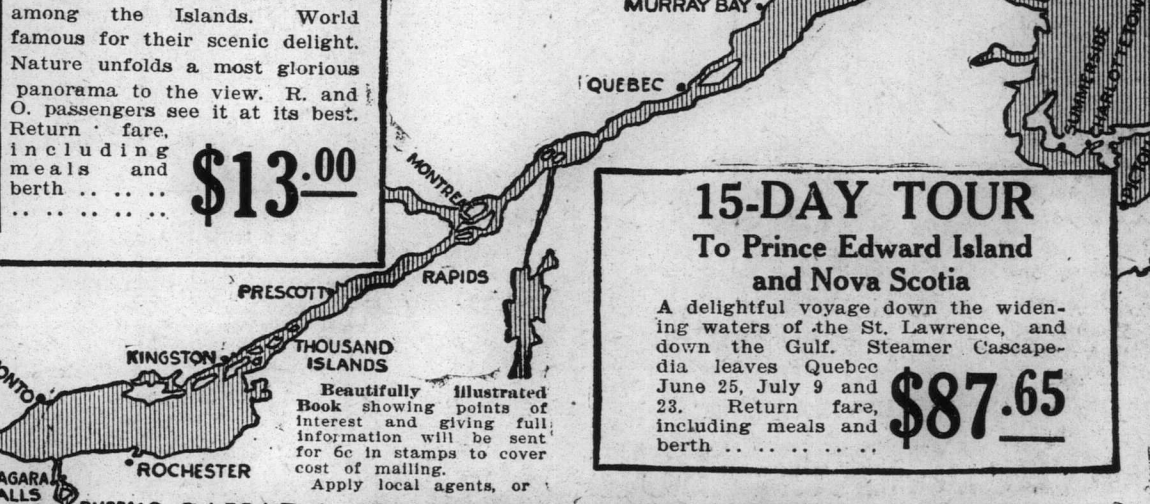 among the Islands. World
famous for their scenic delight.
Nature unfolds a most glorious
panorama to the view. R. and
O. passengers see it at its best.
Return fare,
including
meals and
berth .. .. ..
.. .. .. .. ..
$13.00
MURRAY BAY
QUEBEC
SUMMERSIDE
CHARLOTTETOWN
PICTOU
MONTREAL
RAPIDS
PRESCOTT
KINGSTON
THOUSAND
ISLANDS
ONTO
ROCHESTER
AGARA
ALLS
Beautifully illustrated
Book showing points of
interest and giving full
information will be sent
for 6c in stamps to cover
cost of mailing.
Apply local agents, or
15-DAY TOUR
To Prince Edward Island
and Nova Scotia
A delightful voyage down the widen-
ing waters of the St. Lawrence, and
down the Gulf. Steamer Cascape-
dia leaves Quebec
June 25, July 9 and
23. Return fare,
including meals and
berth .. .. .. .. ..
$87.65